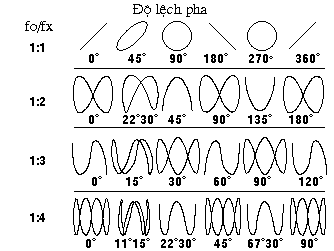 Độ lệch pha
fo/fx
1:1
0° 45° 90° 180° 270° 360°
1:2
0° 22°30' 45° 90° 135° 180°
1:3
0° 15° 30° 60° 90° 120°
1:4
0° 11°15' 22°30 45° 67°30 90°